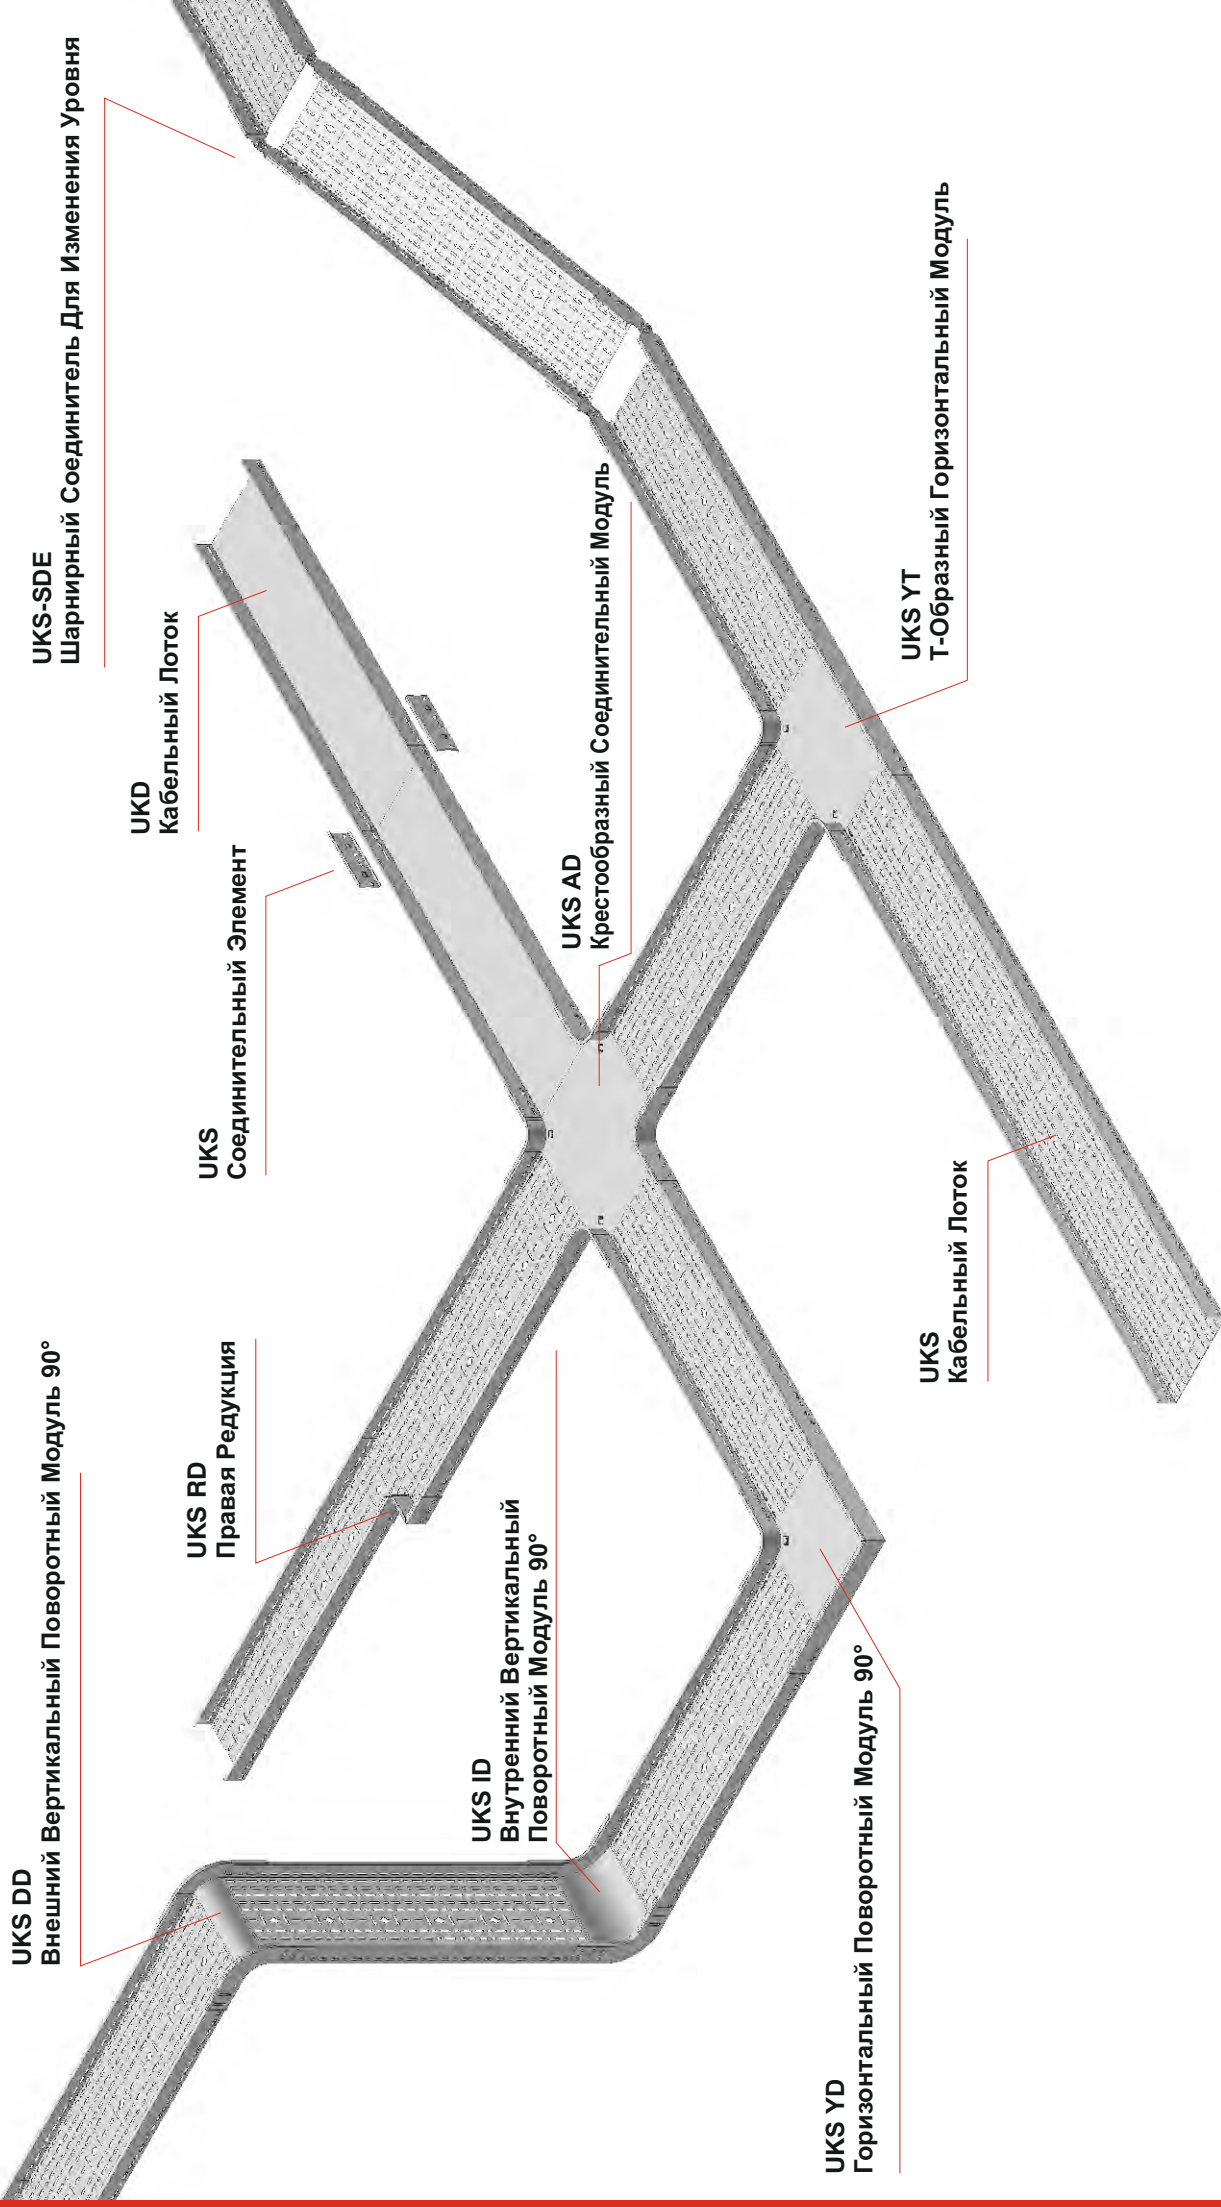 UKS DD
Внешний Вертикальный Поворотный Модуль 90°
UKS RD
Правая Редукция
UKS
Соединительный Элемент
UKD
Кабельный Лоток
UKS-SDE
Шарнирный Соединитель Для Изменения Уровня
UKS ID
Внутренний Вертикальный
Поворотный Модуль 90°
UKS AD
Крестообразный Соединительный Модуль
UKS YD
Горизонтальный Поворотный Модуль 90°
UKS
Кабельный Лоток
UKS YT
Т-Образный Горизонтальный Модуль